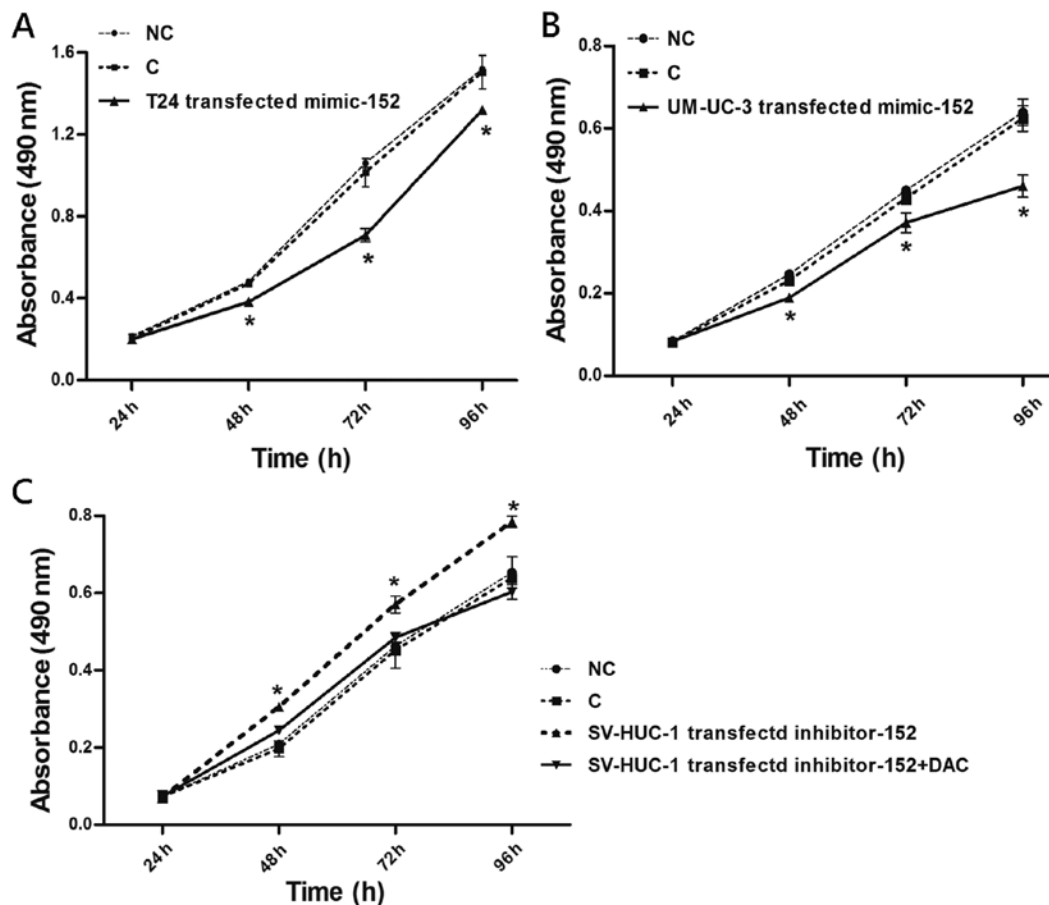 A
NC
C
T24 transfected mimic-152
Absorbance (490 nm)
1.6
1.2
0.8
0.4
0.0
*
*
*
24h
48h
72h
96h
Time (h)
B
NC
C
UM-UC-3 transfected mimic-152
Absorbance (490 nm)
0.8
0.6
0.4
0.2
0.0
*
*
*
24h
48h
72h
96h
Time (h)
C
Absorbance (490 nm)
0.8
0.6
0.4
0.2
0.0
*
*
*
24h
48h
72h
96h
Time (h)
NC
C
SV-HUC-1 transfectd inhibitor-152
SV-HUC-1 transfectd inhibitor-152+DAC